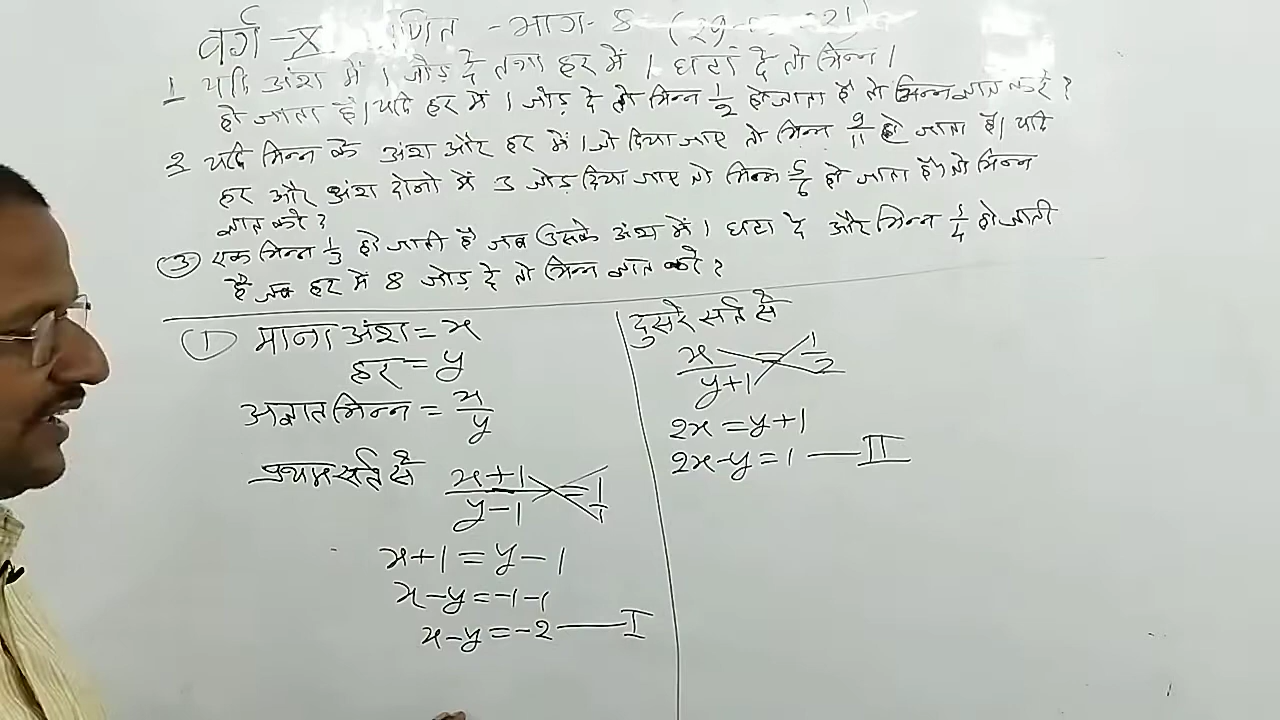 वर्ग-X गणित -भाग-8 (29
1 यदि अंश में 1 जोड़ दे तथा हर में 1 घटा दे तो भिन्न 1
हो जाता है। यदि हर में 1 जोड़ दे तो भिन्न 1/2 हो जाता है तो भिन्न ज्ञात करे?
2 यदि भिन्न के अंश और हर में 1 जो दिया जाए तो भिन्न 9/11 हो जाता है। यदि
हर और अंश दोनो में 3 जोड़ दिया जाए तो भिन्न 5/6 हो जाता है। तो भिन्न
ज्ञात करे?
③ एक भिन्न 1/3 हो जाती है जब उसके अंश में 1 घटा दे और भिन्न 1/4 हो जाती
है जब हर में 8 जोड़ दे तो भिन्न ज्ञात करे?
① माना अंश = x
हर = y
अज्ञात भिन्न = x/y
प्रथम सर्त से (x+1)/(y-1) = 1/1
x+1 = y-1
x-y = -1-1
x-y = -2 — I
दुसरे सर्त से
x/(y+1) = 1/2
2x = y+1
2x-y = 1 — II